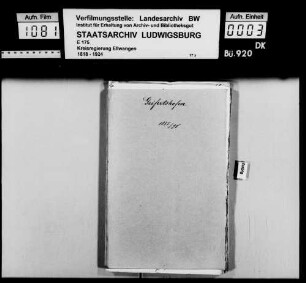 Aufn. Film
1081
Verfilmungsstelle: Landesarchiv BW
Institut für Erhaltung von Archiv- und Bibliotheksgut
STAATSARCHIV LUDWIGSBURG
E 175
Kreisregierung Ellwangen
1818 - 1924
Aufn. Einheit
0003
DK
Bü. 920
Geifertshofen